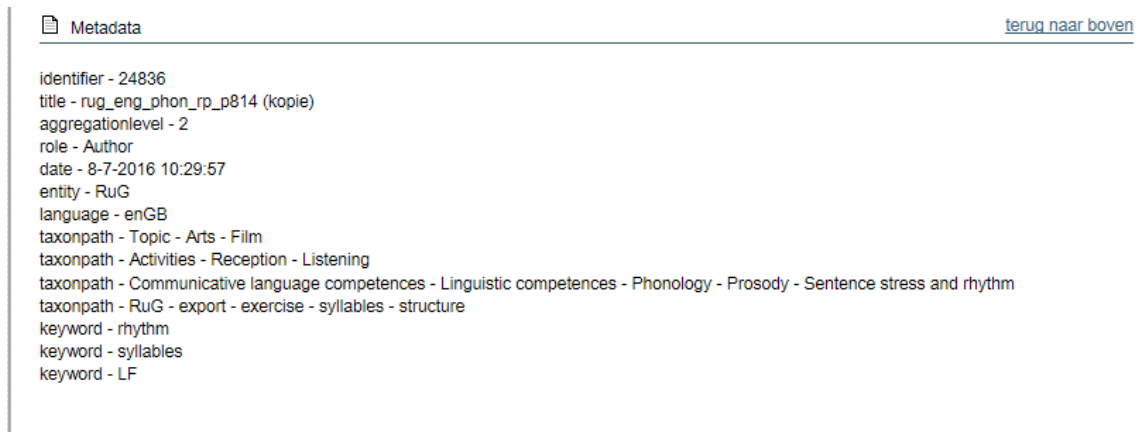 Metadata
terug naar boven
identifier - 24836
title - rug_eng_phon_rp_p814 (kopie)
aggregationlevel - 2
role - Author
date - 8-7-2016 10:29:57
entity - RuG
language - enGB
taxonpath - Topic - Arts - Film
taxonpath - Activities - Reception - Listening
taxonpath - Communicative language competences - Linguistic competences - Phonology - Prosody - Sentence stress and rhythm
taxonpath - RuG - export - exercise - syllables - structure
keyword - rhythm
keyword - syllables
keyword - LF